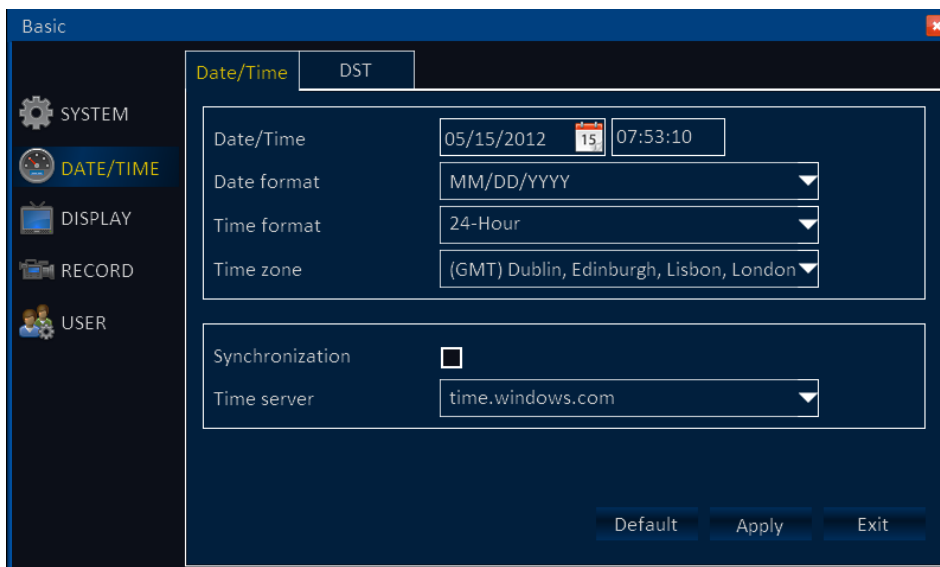 Basic
Date/Time DST
SYSTEM
DATE/TIME
DISPLAY
RECORD
USER
Date/Time 05/15/2012 15 07:53:10
Date format MM/DD/YYYY
Time format 24-Hour
Time zone (GMT) Dublin, Edinburgh, Lisbon, London
Synchronization
Time server time.windows.com
Default Apply Exit